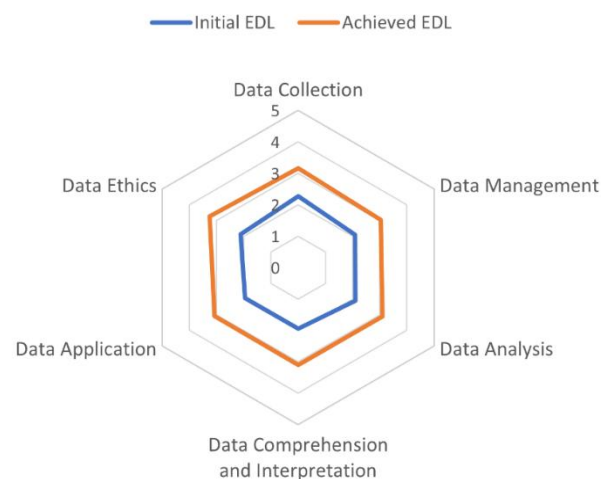 Initial EDL Achieved EDL
Data Collection
5
4
3
2
1
0
Data Ethics
Data Management
Data Application
Data Analysis
Data Comprehension
and Interpretation